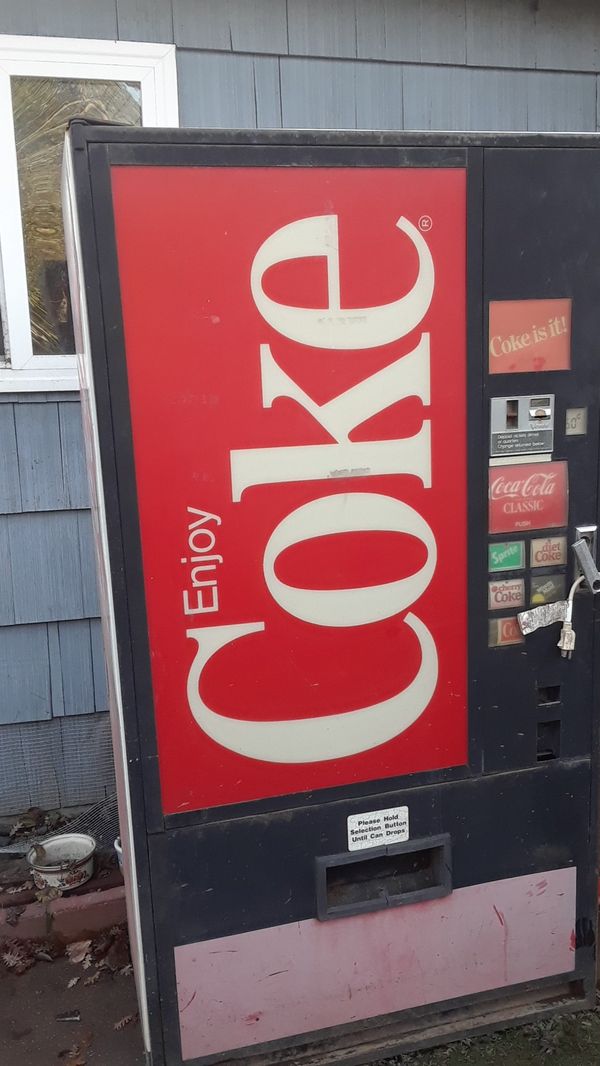 Enjoy
Coke®
Coke is it!
Coca-Cola
CLASSIC
PUSH
Sprite
diet
Coke
cherry
Coke
Please Hold
Selection Button
Until Can Drops